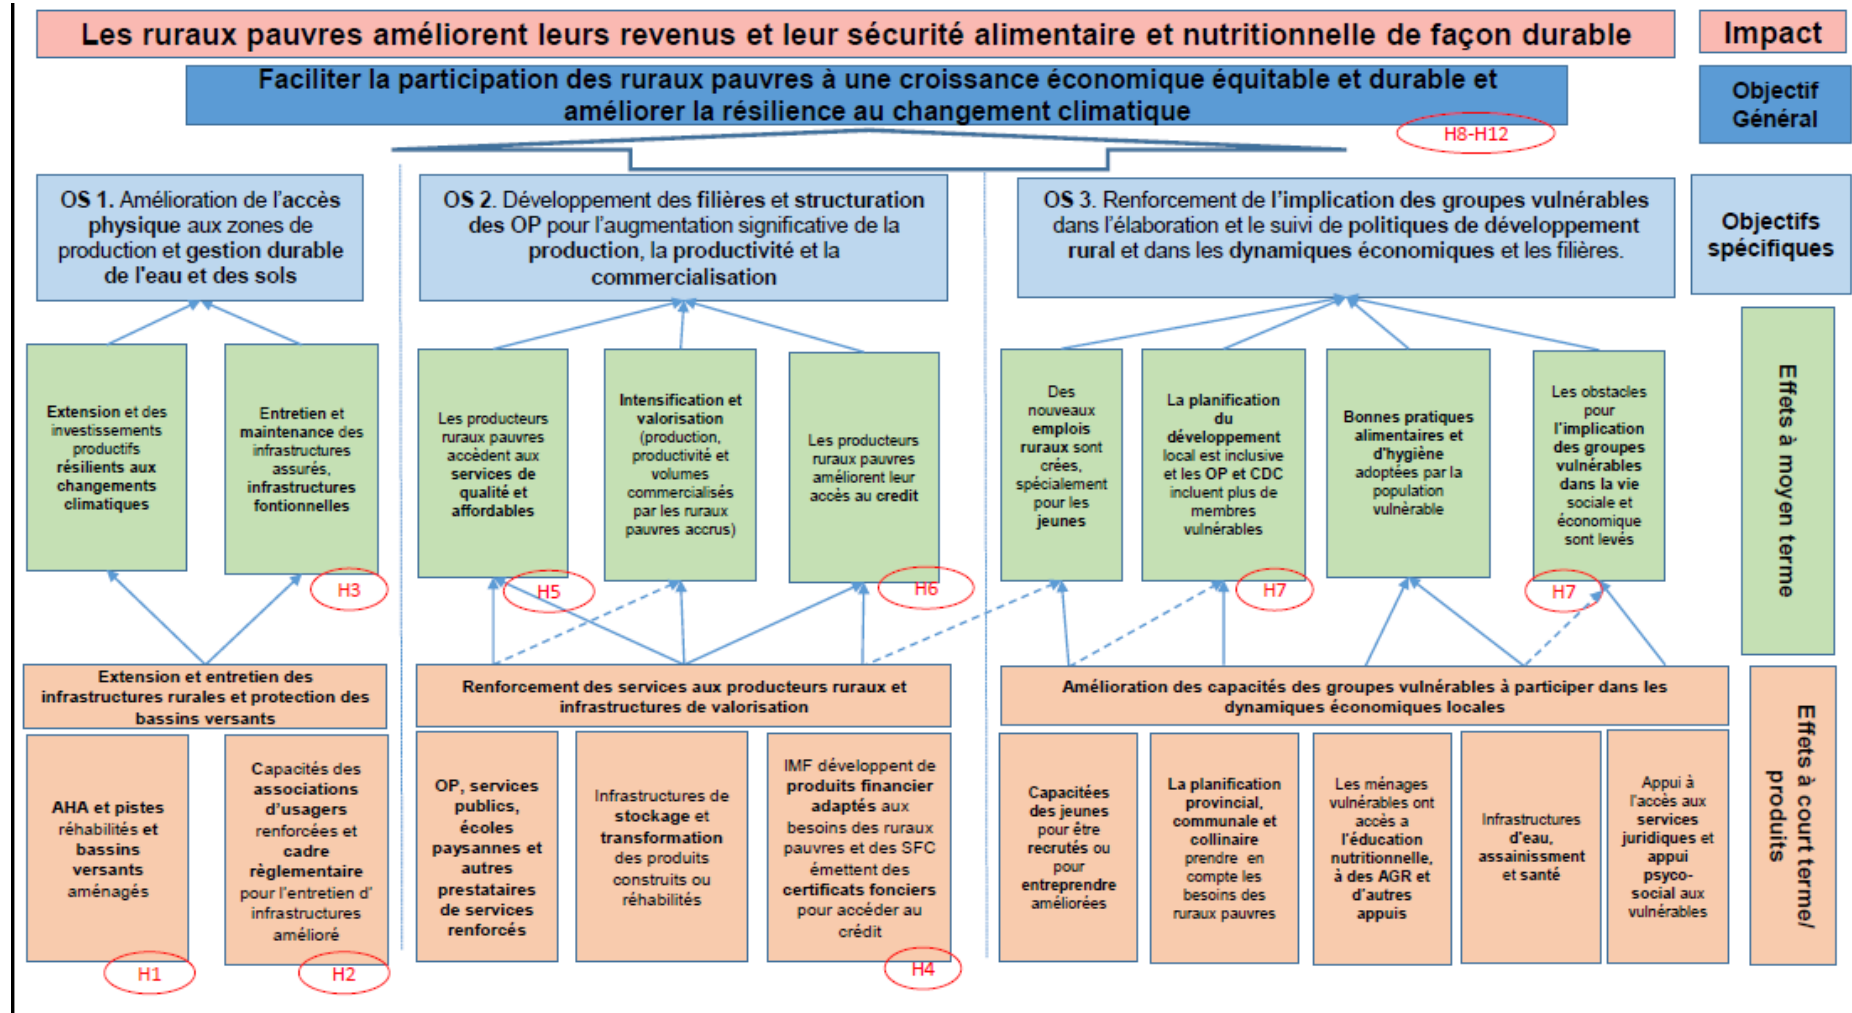 Les ruraux pauvres améliorent leurs revenus et leur sécurité alimentaire et nutritionnelle de façon durable
Impact
Faciliter la participation des ruraux pauvres à une croissance économique équitable et durable et
améliorer la résilience au changement climatique
H8-H12
Objectif
Général
OS 1. Amélioration de l'accès
physique aux zones de
production et gestion durable
de l'eau et des sols
OS 2. Développement des filières et structuration
des OP pour l'augmentation significative de la
production, la productivité et la
commercialisation
OS 3. Renforcement de l'implication des groupes vulnérables
dans l'élaboration et le suivi de politiques de développement
rural et dans les dynamiques économiques et les filières.
Objectifs
spécifiques
Extension et des
investissements
productifs
résilients aux
changements
climatiques
Entretien et
maintenance des
infrastructures
assurés,
infrastructures
fontionnelles
H3
Les producteurs
ruraux pauvres
accèdent aux
services de
qualité et
affordables
H5
Intensification et
valorisation
(production,
productivité et
volumes
commercialisés
par les ruraux
pauvres accrus)
Les producteurs
ruraux pauvres
améliorent leur
accès au credit
H6
Des
nouveaux
emplois
ruraux sont
crées,
spécialement
pour les
jeunes
La planification
du
développement
local est inclusive
et les OP et CDC
incluent plus de
membres
vulnérables
H7
Bonnes pratiques
alimentaires et
d'hygiène
adoptées par la
population
vulnérable
Les obstacles
pour
l'implication
des groupes
vulnérables
dans la vie
sociale et
économique
sont levés
H7
Effets à moyen terme
Extension et entretien des
infrastructures rurales et protection des
bassins versants
Renforcement des services aux producteurs ruraux et
infrastructures de valorisation
Amélioration des capacités des groupes vulnérables à participer dans les
dynamiques économiques locales
AHA et pistes
réhabilités et
bassins
versants
aménagés
H1
Capacités des
associations
d'usagers
renforcées et
cadre
règlementaire
pour l'entretien d'
infrastructures
amélioré
H2
OP, services
publics,
écoles
paysannes et
autres
prestataires
de services
renforcés
Infrastructures de
stockage et
transformation
des produits
construits ou
réhabilités
IMF développent de
produits financier
adaptés aux
besoins des ruraux
pauvres et des SFC
émettent des
certificats fonciers
pour accéder au
crédit
H4
Capacitées
des jeunes
pour être
recrutés ou
pour
entreprendre
améliorées
La planification
provincial,
communale et
collinaire
prendre en
compte les
besoins des
ruraux pauvres
Les ménages
vulnérables ont
accès a
l'éducation
nutritionnelle,
à des AGR et
d'autres
appuis
Infrastructures
d'eau,
assainissment
et santé
Appui à
l'accès aux
services
juridiques et
appui
psyco-
social aux
vulnérables
Effets à court terme/
produits